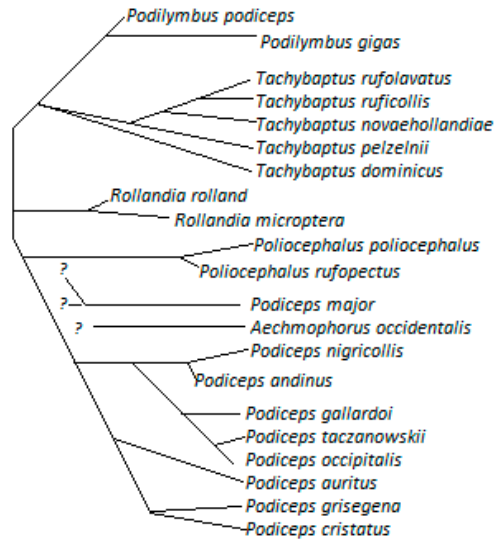 Podilymbus podiceps
Podilymbus gigas
Tachybaptus rufolavatus
Tachybaptus ruficollis
Tachybaptus novaehollandiae
Tachybaptus pelzelnii
Tachybaptus dominicus
Rollandia rolland
Rollandia microptera
Poliocephalus poliocephalus
Poliocephalus rufopectus
?
Podiceps major
?
Aechmophorus occidentalis
?
Podiceps nigricollis
Podiceps andinus
Podiceps gallardoi
Podiceps taczanowskii
Podiceps occipitalis
Podiceps auritus
Podiceps grisegena
Podiceps cristatus